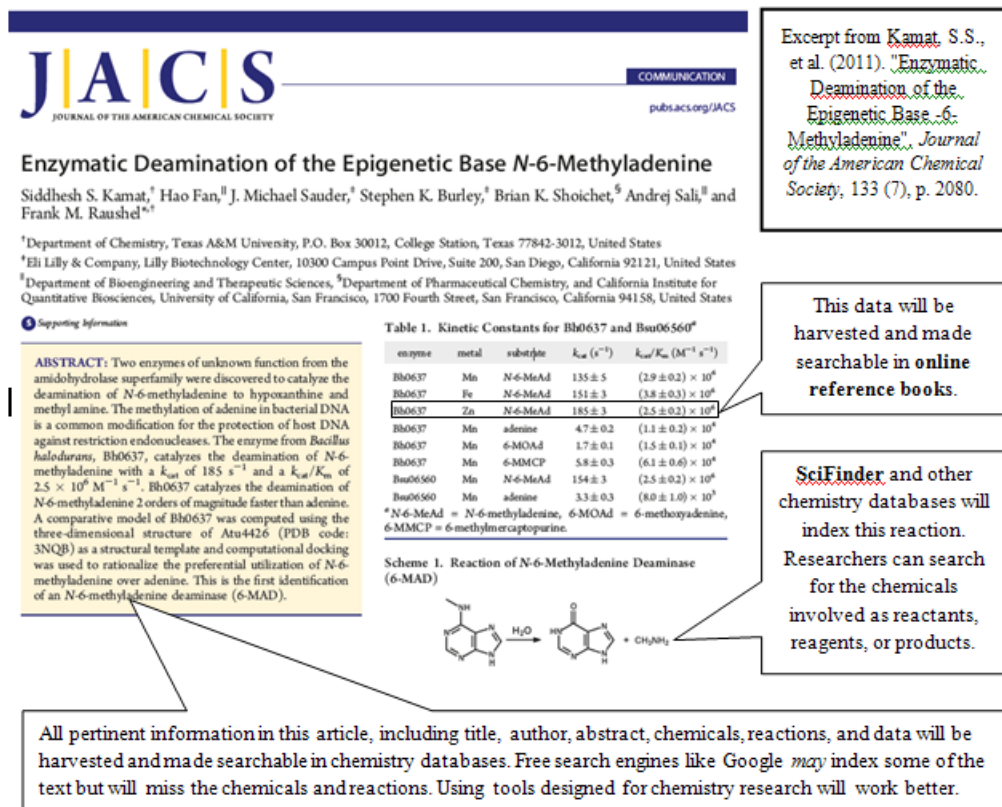 J|A|C|S
JOURNAL OF THE AMERICAN CHEMICAL SOCIETY
COMMUNICATION
pubs.acs.org/JACS
Enzymatic Deamination of the Epigenetic Base N-6-Methyladenine
Siddhesh S. Kamat,† Hao Fan,∥ J. Michael Sauder,‡ Stephen K. Burley,‡ Brian K. Shoichet,§ Andrej Sali,∥ and
Frank M. Raushel*,†
†Department of Chemistry, Texas A&M University, P.O. Box 30012, College Station, Texas 77842-3012, United States
‡Eli Lilly & Company, Lilly Biotechnology Center, 10300 Campus Point Drive, Suite 200, San Diego, California 92121, United States
∥Department of Bioengineering and Therapeutic Sciences, §Department of Pharmaceutical Chemistry, and California Institute for
Quantitative Biosciences, University of California, San Francisco, 1700 Fourth Street, San Francisco, California 94158, United States
S Supporting Information
ABSTRACT: Two enzymes of unknown function from the
amidohydrolase superfamily were discovered to catalyze the
deamination of N-6-methyladenine to hypoxanthine and
methyl amine. The methylation of adenine in bacterial DNA
is a common modification for the protection of host DNA
against restriction endonucleases. The enzyme from Bacillus
halodurans, Bh0637, catalyzes the deamination of N-6-
methyladenine with a kcat of 185 s⁻¹ and a kcat/Km of
2.5 × 10⁶ M⁻¹ s⁻¹. Bh0637 catalyzes the deamination of
N-6-methyladenine 2 orders of magnitude faster than adenine.
A comparative model of Bh0637 was computed using the
three-dimensional structure of Atu4426 (PDB code:
3NQB) as a structural template and computational docking
was used to rationalize the preferential utilization of N-6-
methyladenine over adenine. This is the first identification
of an N-6-methyladenine deaminase (6-MAD).
Table 1. Kinetic Constants for Bh0637 and Bsu06560a
enzyme metal substrate kcat (s⁻¹) kcat/Km (M⁻¹ s⁻¹)
Bh0637 Mn N-6-MeAd 135 ± 5 (2.9 ± 0.2) × 10⁶
Bh0637 Fe N-6-MeAd 151 ± 3 (3.8 ± 0.3) × 10⁶
Bh0637 Zn N-6-MeAd 185 ± 3 (2.5 ± 0.2) × 10⁶
Bh0637 Mn adenine 4.7 ± 0.2 (1.1 ± 0.2) × 10⁴
Bh0637 Mn 6-MOAd 1.7 ± 0.1 (1.5 ± 0.1) × 10⁴
Bh0637 Mn 6-MMCP 5.8 ± 0.3 (6.1 ± 0.6) × 10⁴
Bsu06560 Mn N-6-MeAd 154 ± 3 (2.5 ± 0.2) × 10⁶
Bsu06560 Mn adenine 3.3 ± 0.3 (8.0 ± 1.0) × 10³
aN-6-MeAd = N-6-methyladenine, 6-MOAd = 6-methoxyadenine,
6-MMCP = 6-methylmercaptopurine.
Scheme 1. Reaction of N-6-Methyladenine Deaminase
(6-MAD)
NH N N N N H H₂O O HN N N N H + CH₃NH₂
Excerpt from Kamat, S.S.,
et al. (2011). "Enzymatic
Deamination of the
Epigenetic Base -6-
Methyladenine", Journal
of the American Chemical
Society, 133 (7), p. 2080.
This data will be
harvested and made
searchable in online
reference books.
SciFinder and other
chemistry databases will
index this reaction.
Researchers can search
for the chemicals
involved as reactants,
reagents, or products.
All pertinent information in this article, including title, author, abstract, chemicals, reactions, and data will be
harvested and made searchable in chemistry databases. Free search engines like Google may index some of the
text but will miss the chemicals and reactions. Using tools designed for chemistry research will work better.